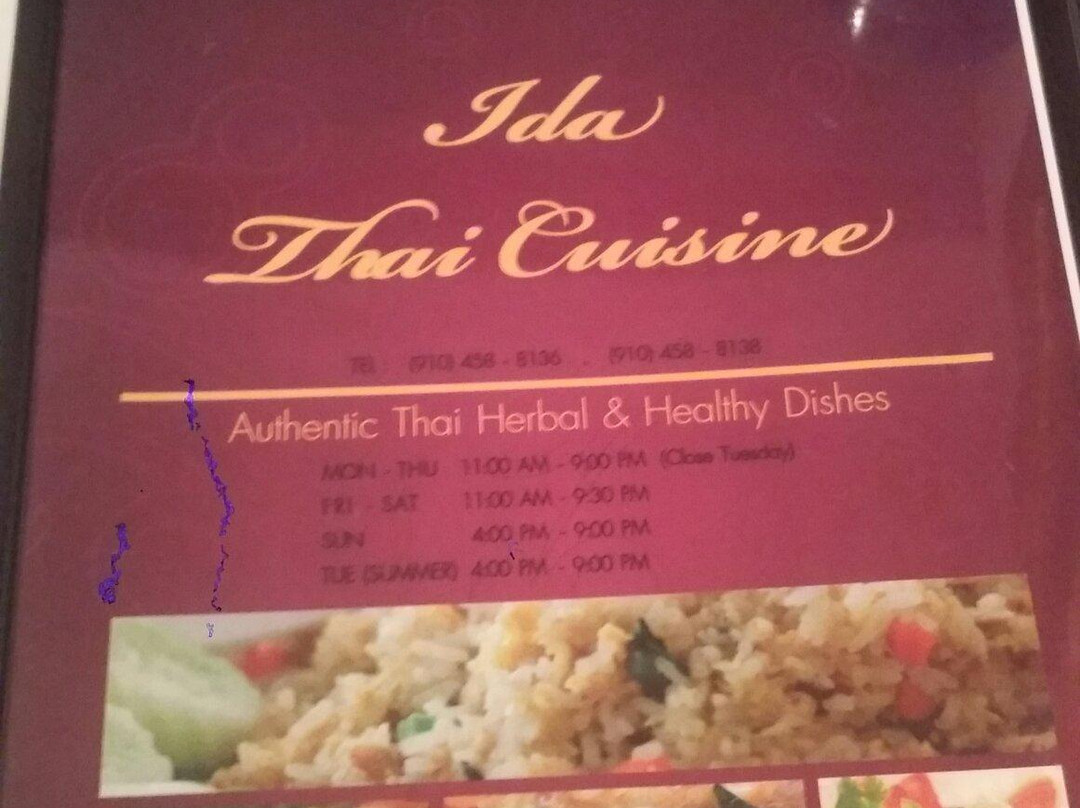 Ida
Thai Cuisine
TEl : (910) 458 - 8136 . (910) 458 - 8138
Authentic Thai Herbal & Healthy Dishes
MON - THU 11:00 AM - 9:00 PM (Close Tuesday)
FRI - SAT 11:00 AM - 9:30 PM
SUN 4:00 PM - 9:00 PM
TUE (SUMMER) 4:00 PM - 9:00 PM